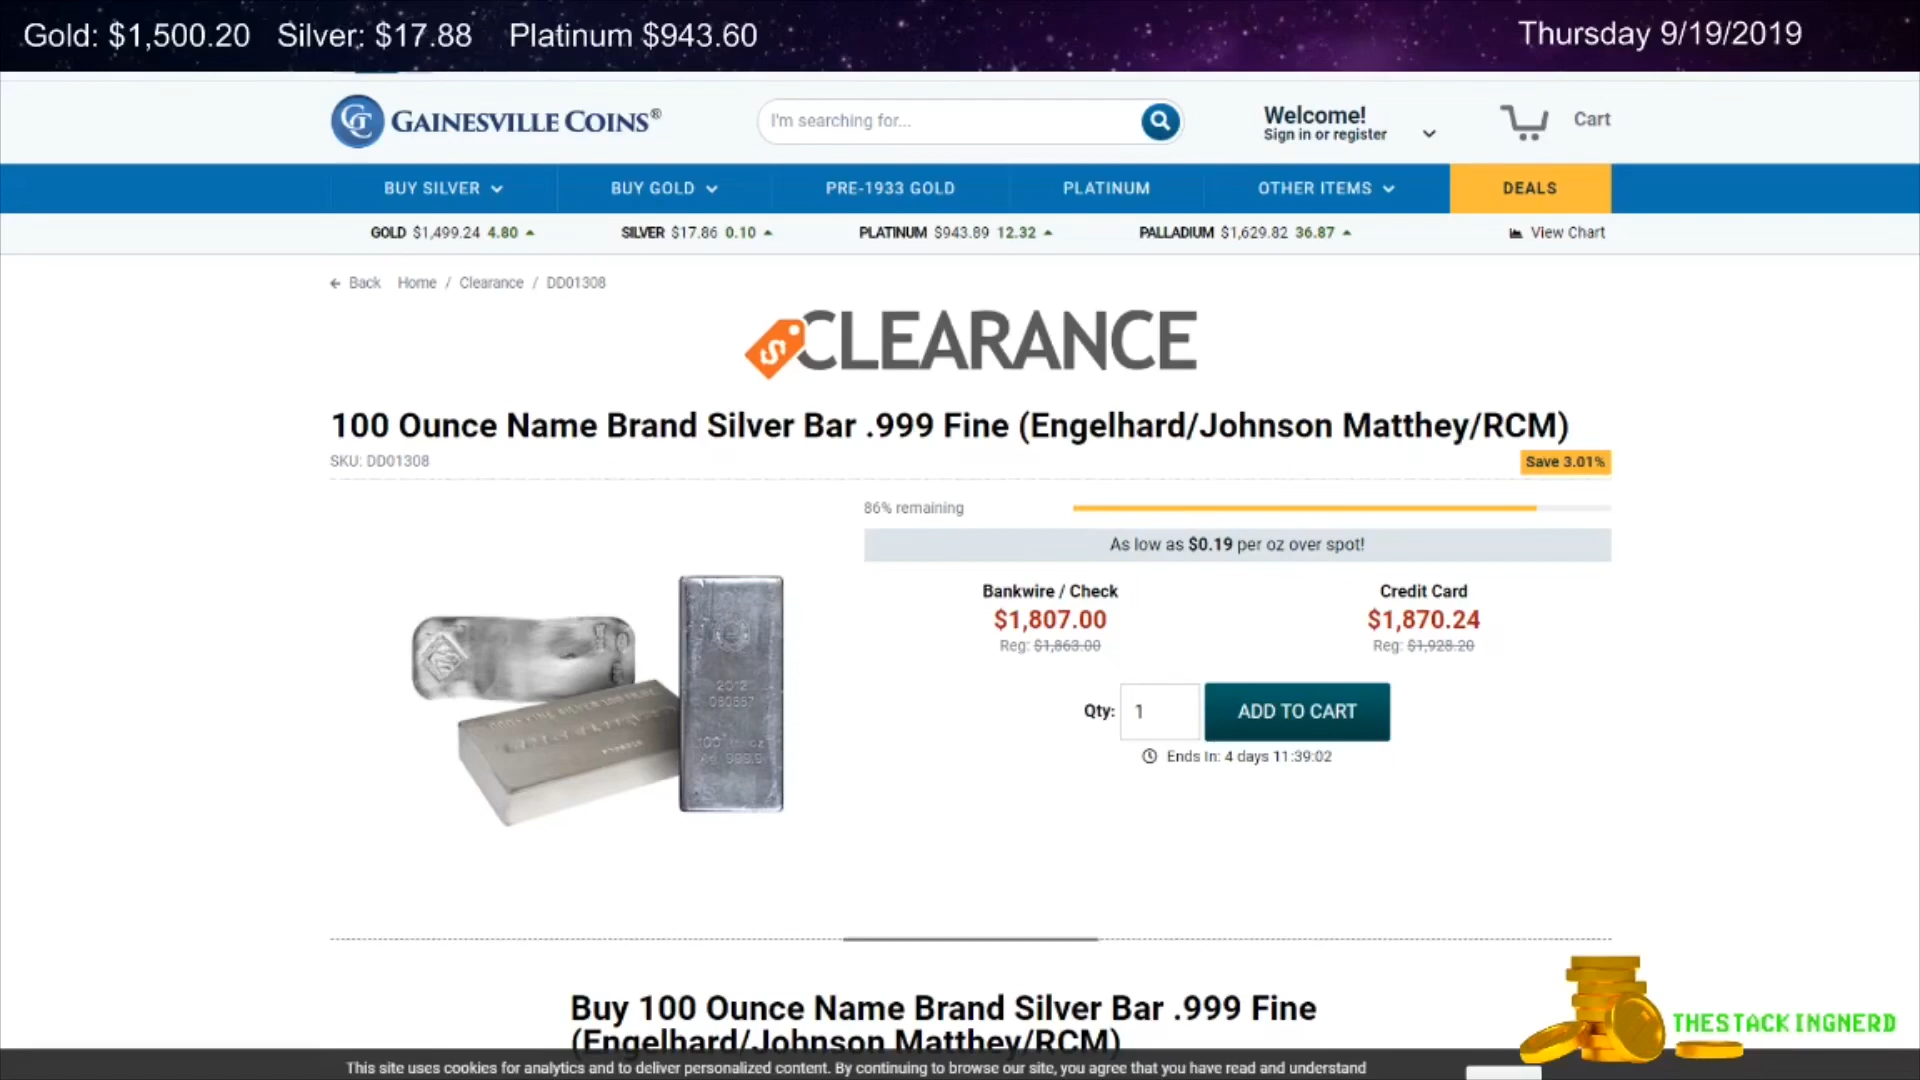 Gold: $1,500.20 Silver: $17.88 Platinum $943.60 Thursday 9/19/2019
GAINESVILLE COINS® I'm searching for... Welcome! Sign in or register Cart
BUY SILVER BUY GOLD PRE-1933 GOLD PLATINUM OTHER ITEMS DEALS
GOLD $1,499.24 4.80 SILVER $17.86 0.10 PLATINUM $943.89 12.32 PALLADIUM $1,629.82 36.87 View Chart
Back Home / Clearance / DD01308
$ CLEARANCE
100 Ounce Name Brand Silver Bar .999 Fine (Engelhard/Johnson Matthey/RCM)
SKU: DD01308 Save 3.01%
86% remaining
As low as $0.19 per oz over spot!
Bankwire / Check Credit Card
$1,807.00 $1,870.24
Reg: $1,863.00 Reg: $1,928.20
2012
Qty: 1 ADD TO CART
Ends In: 4 days 11:39:02
Buy 100 Ounce Name Brand Silver Bar .999 Fine
(Engelhard/Johnson Matthey/RCM)
THESTACKINGNERD
This site uses cookies for analytics and to deliver personalized content. By continuing to browse our site, you agree that you have read and understand